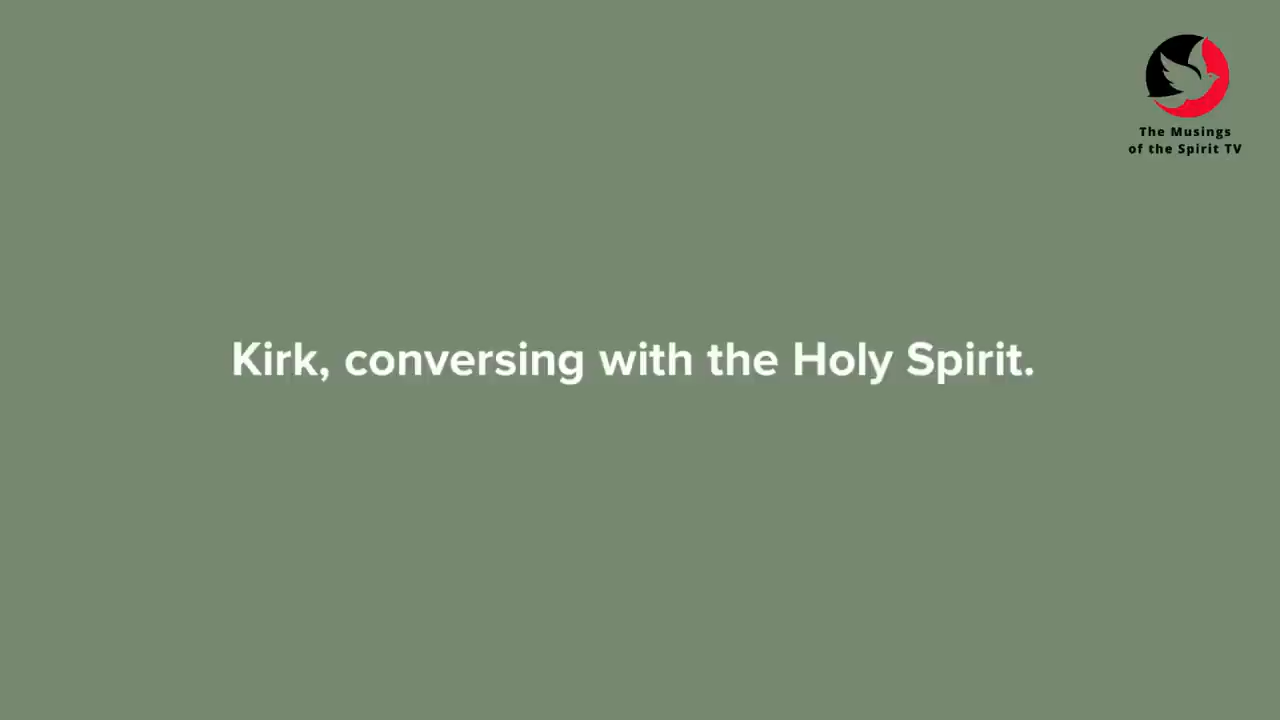 The Musings
of the Spirit TV
Kirk, conversing with the Holy Spirit.